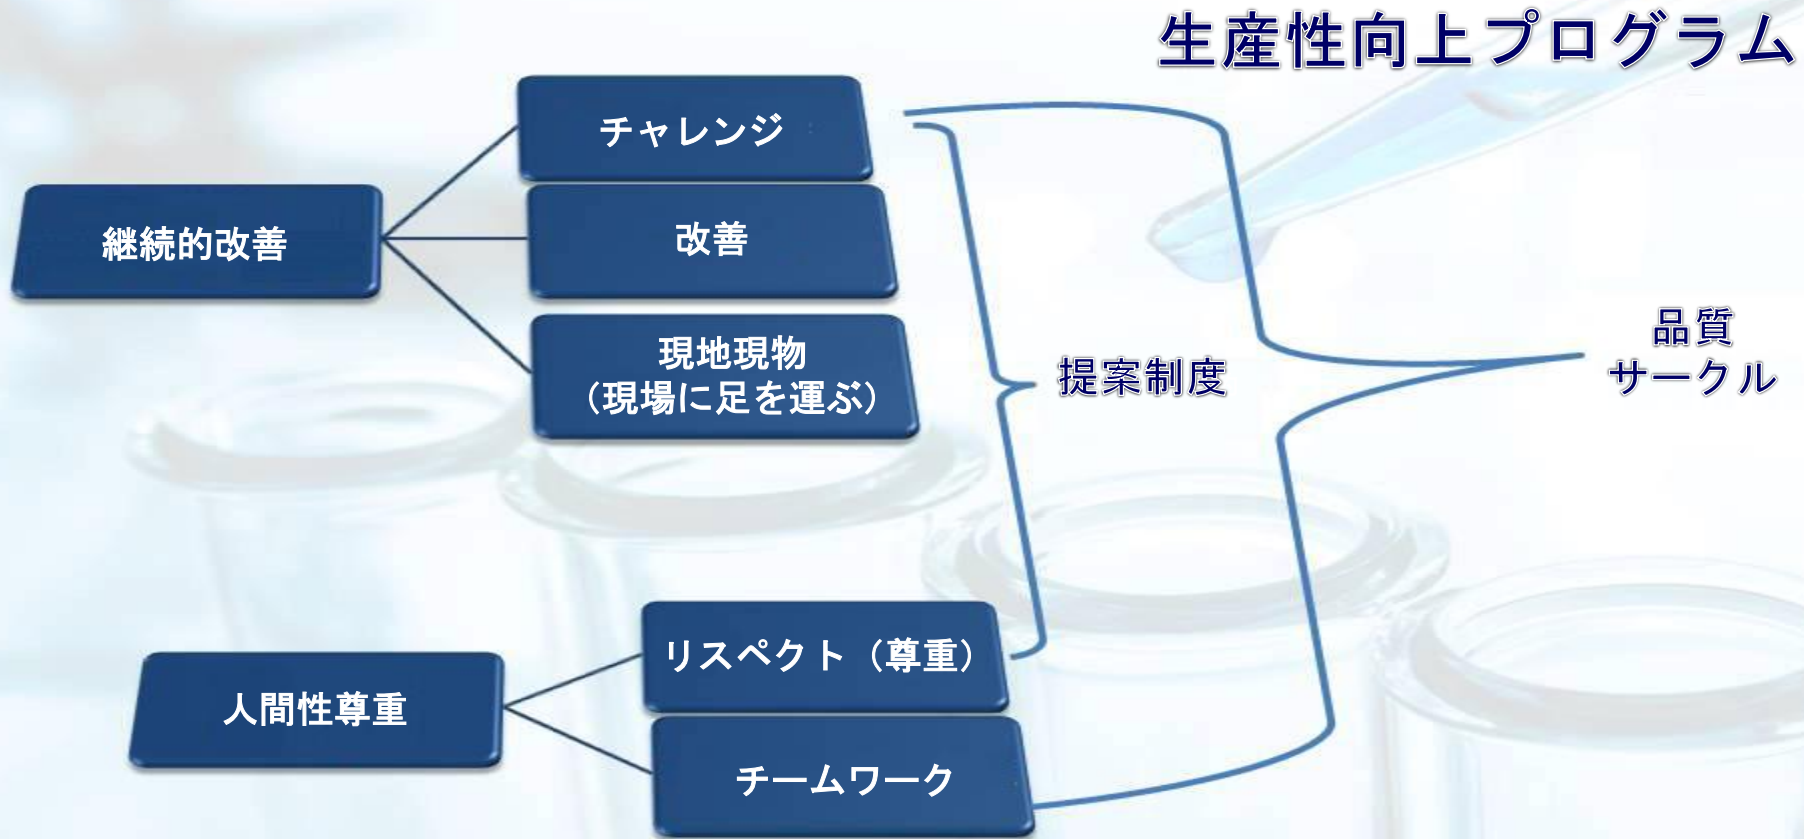 生産性向上プログラム
チャレンジ
継続的改善
改善
現地現物
（現場に足を運ぶ）
提案制度
品質
サークル
リスペクト（尊重）
人間性尊重
チームワーク